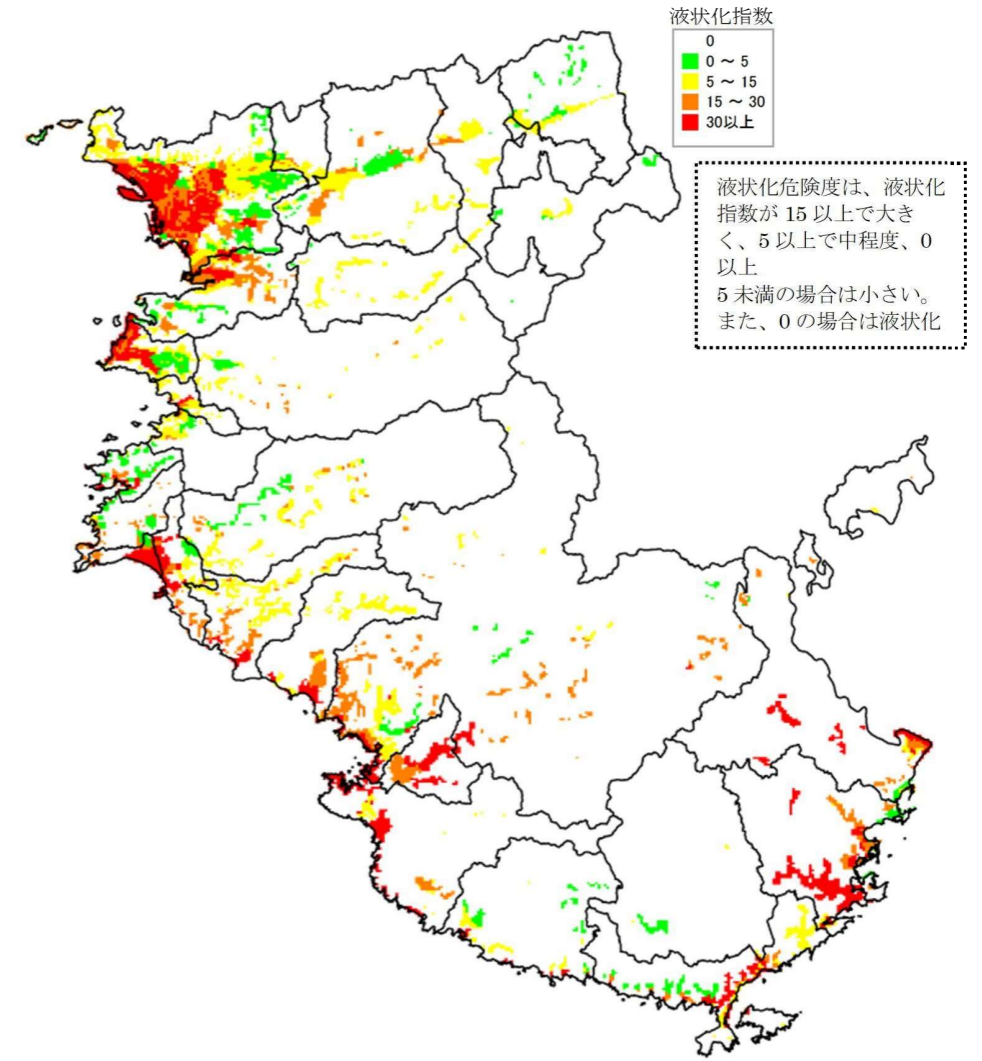 液状化指数
0
0 ～ 5
5 ～ 15
15 ～ 30
30以上
液状化危険度は、液状化
指数が 15 以上で大き
く、5 以上で中程度、0
以上
5 未満の場合は小さい。
また、0 の場合は液状化